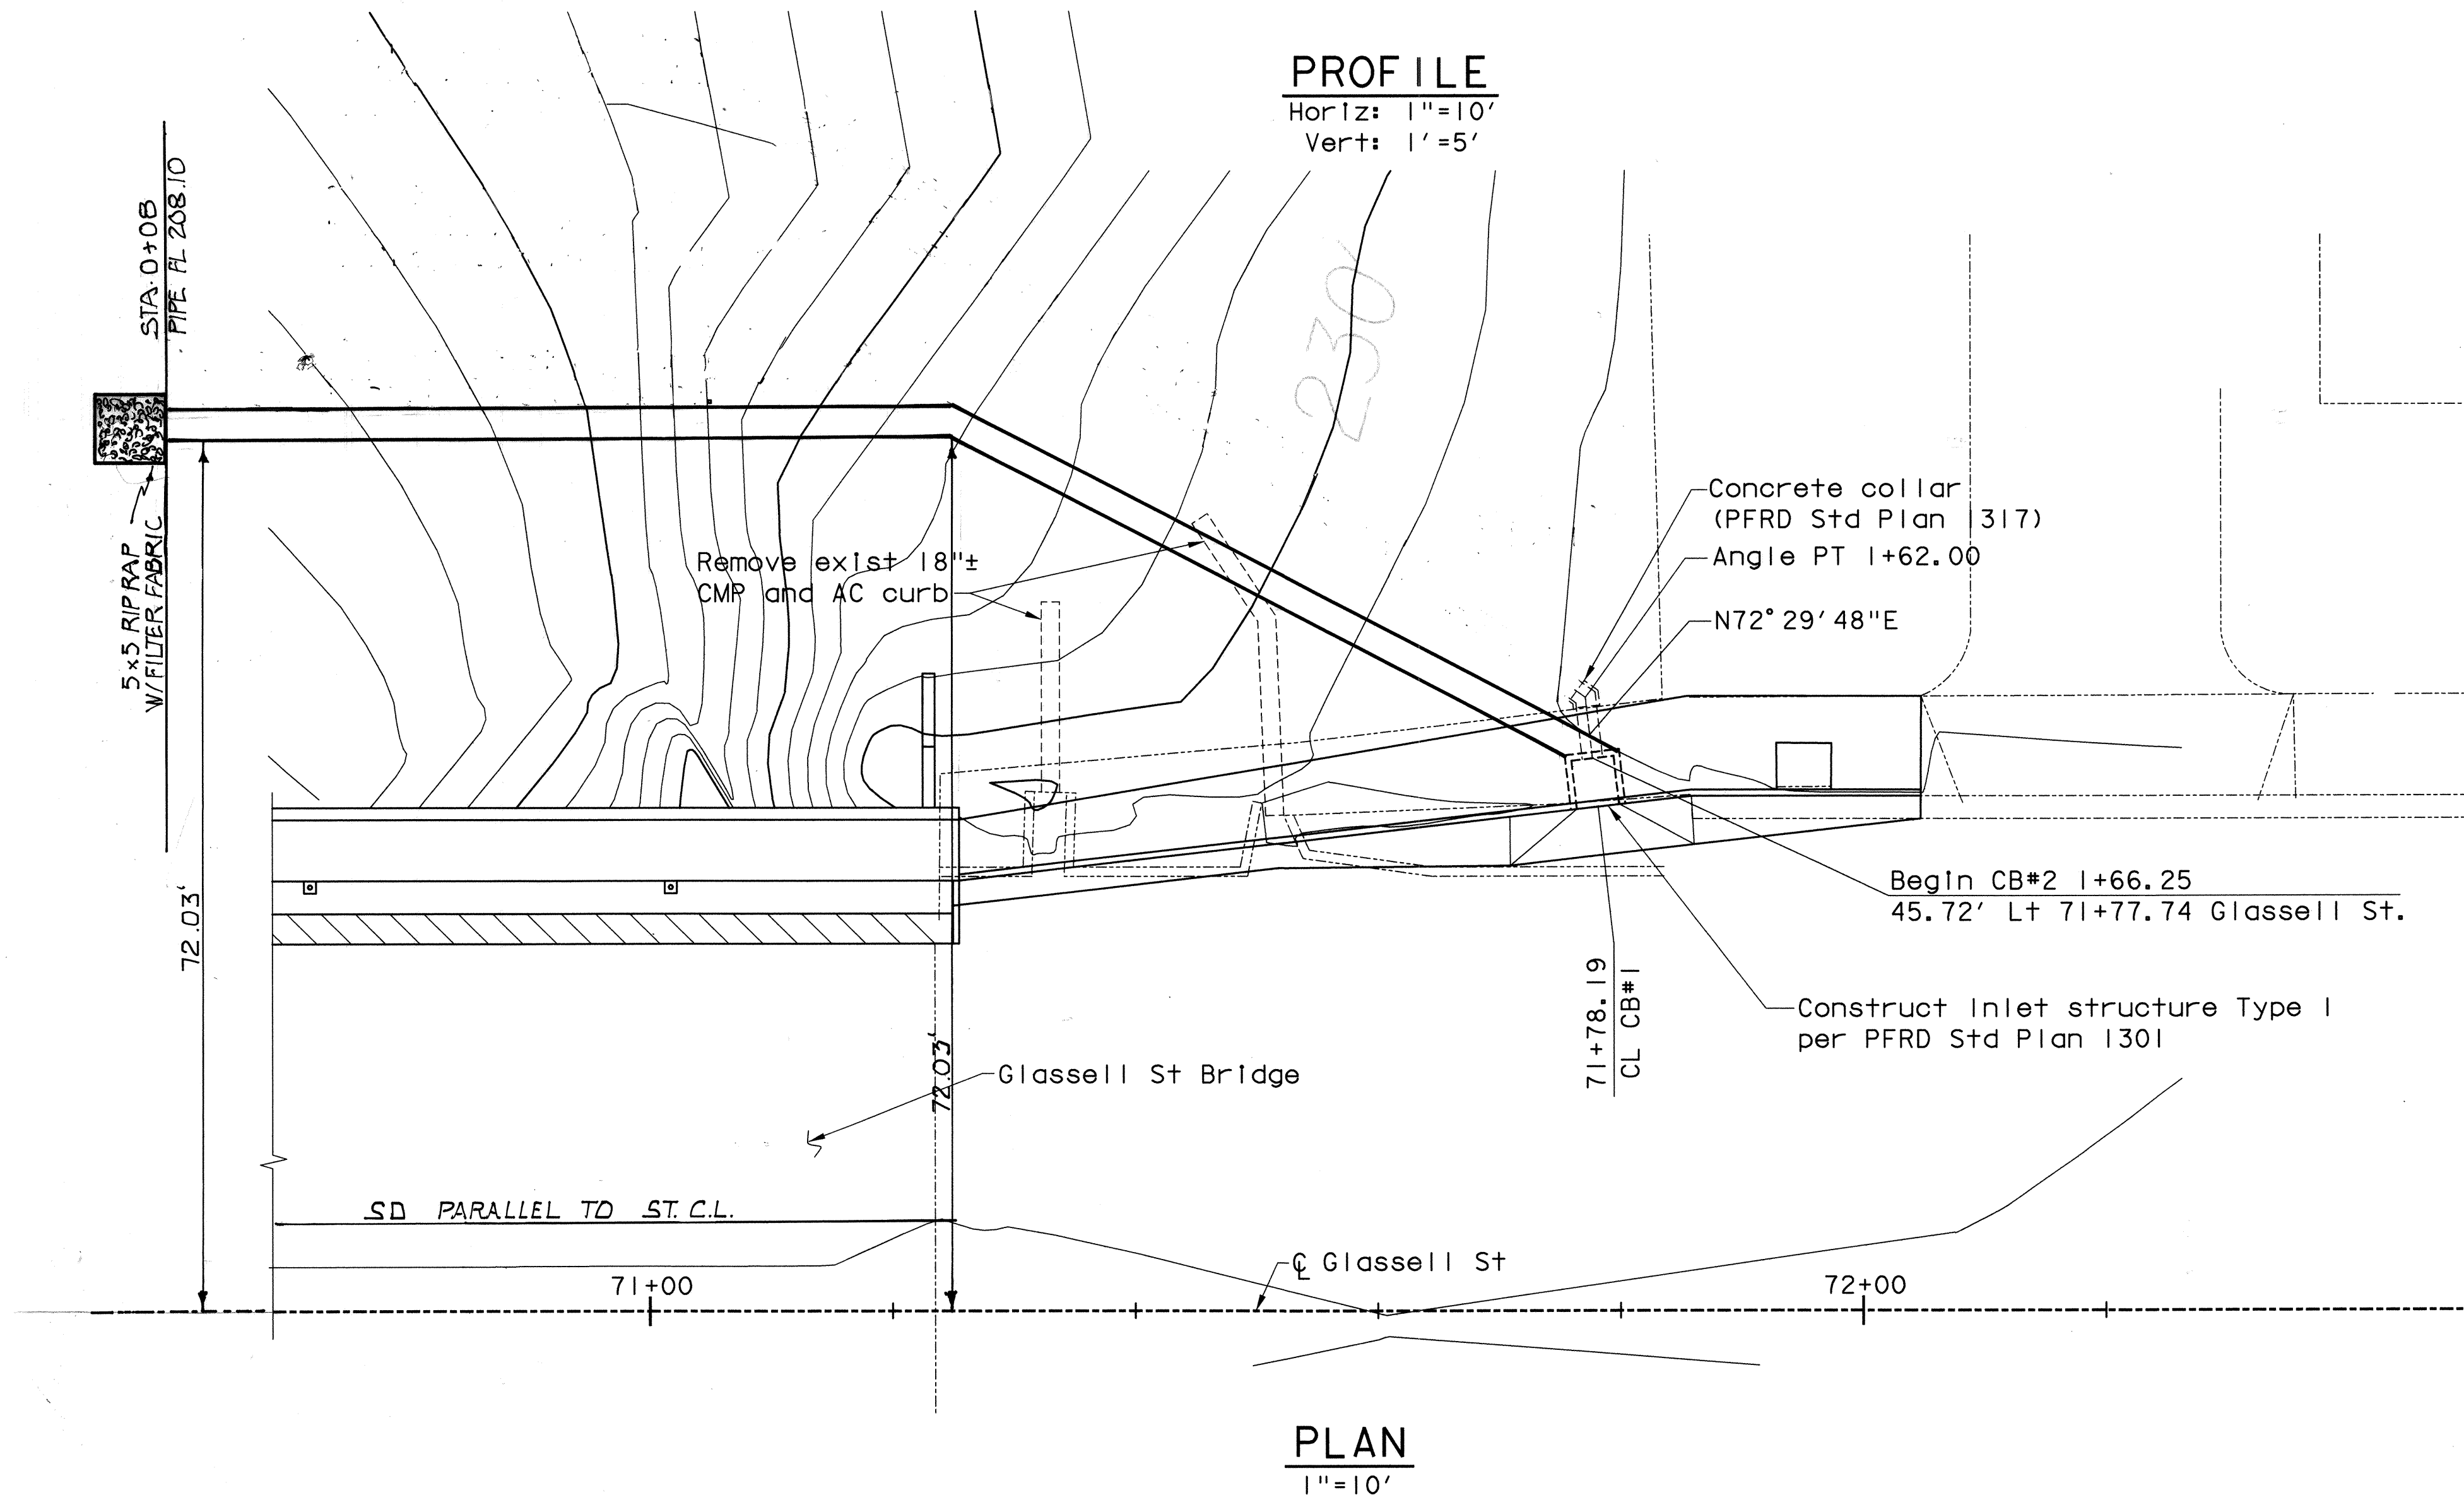 PROFILE
Horiz: 1"=10'
Vert: 1'=5'
STA. 0+08
PIPE FL 208.10
230
5x5 RIPRAP
W/FILTER FABRIC
Remove exist 18"±
CMP and AC curb
Concrete collar
(PFRD Std Plan 1317)
Angle PT 1+62.00
N72°29'48"E
Begin CB#2 1+66.25
45.72' Lt 71+77.74 Glassell St.
72.03'
72.03'
71+78.19
CL CB#1
Construct Inlet structure Type 1
per PFRD Std Plan 1301
Glassell St Bridge
SD PARALLEL TO ST. C.L.
℄ Glassell St
71+00
72+00
PLAN
1"=10'